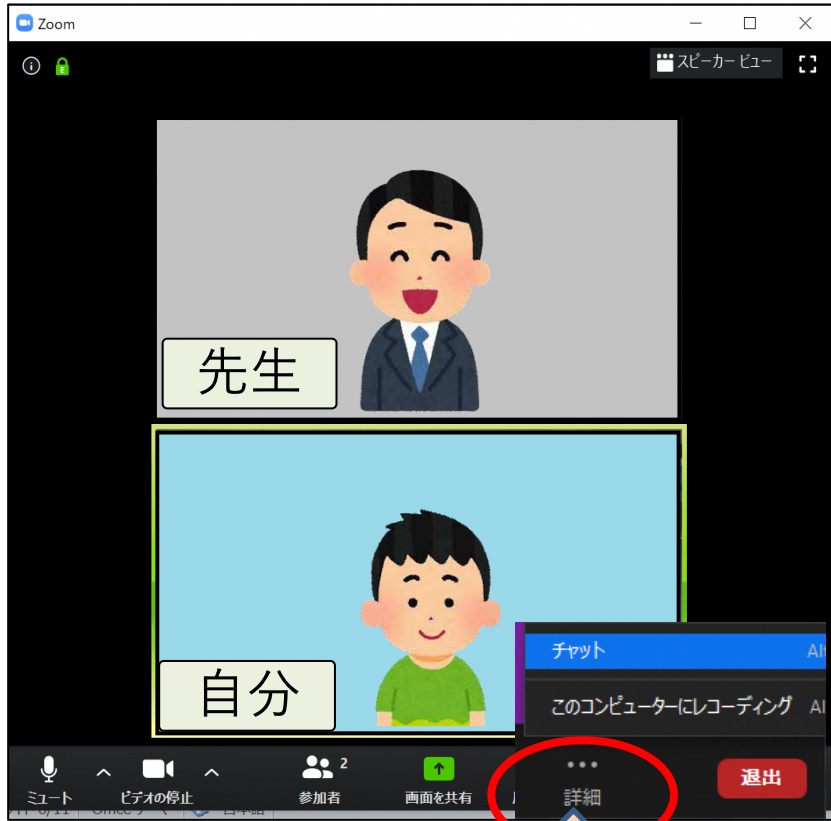 Zoom
スピーカー ビュー
先生
自分
チャット
このコンピューターにレコーディング
ミュート
ビデオの停止
参加者
2
画面を共有
詳細
退出